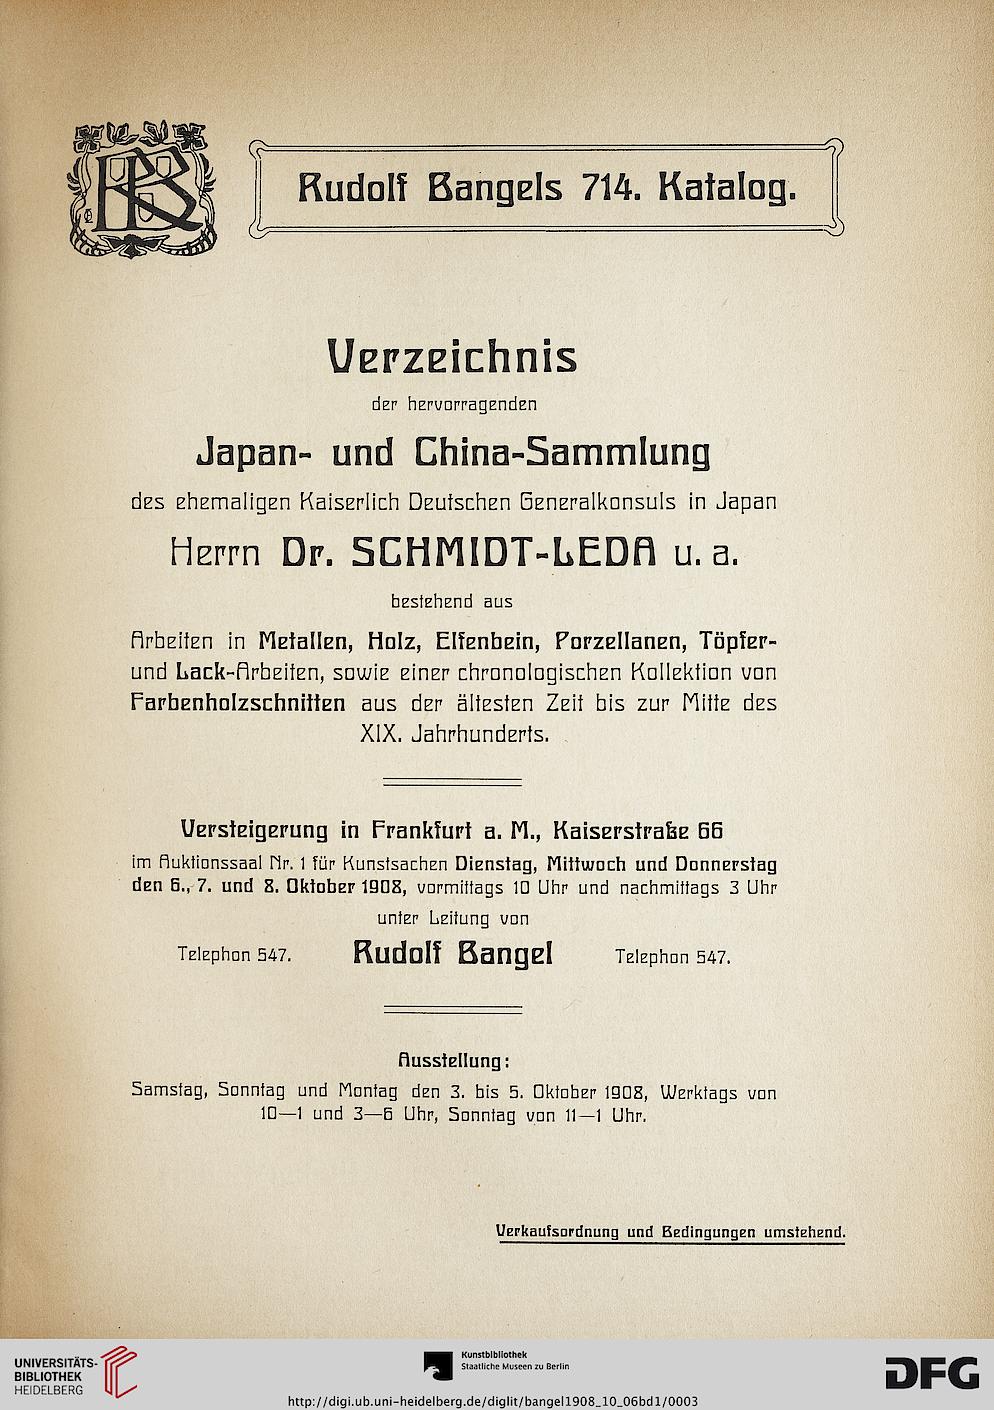 RB
Rudolf Bangels 714. Katalog.
Verzeichnis
der hervorragenden
Japan- und China-Sammlung
des ehemaligen Kaiserlich Deutschen Generalkonsuls in Japan
Herrn Dr. SCHMIDT-LEDA u. a.
bestehend aus
Arbeiten in Metallen, Holz, Elfenbein, Porzellanen, Töpfer-
und Lack-Arbeiten, sowie einer chronologischen Kollektion von
Farbenholzschnitten aus der ältesten Zeit bis zur Mitte des
XIX. Jahrhunderts.
Versteigerung in Frankfurt a. M., Kaiserstraße 66
im Auktionssaal Nr. 1 für Kunstsachen Dienstag, Mittwoch und Donnerstag
den 6., 7. und 8. Oktober 1908, vormittags 10 Uhr und nachmittags 3 Uhr
unter Leitung von
Telephon 547. Rudolf Bangel Telephon 547.
Ausstellung:
Samstag, Sonntag und Montag den 3. bis 5. Oktober 1908, Werktags von
10—1 und 3—6 Uhr, Sonntag von 11—1 Uhr.
Verkaufsordnung und Bedingungen umstehend.
UNIVERSITÄTS-
BIBLIOTHEK
HEIDELBERG
Kunstbibliothek
Staatliche Museen zu Berlin
DFG
http://digi.ub.uni-heidelberg.de/diglit/bangel1908_10_06bd1/0003